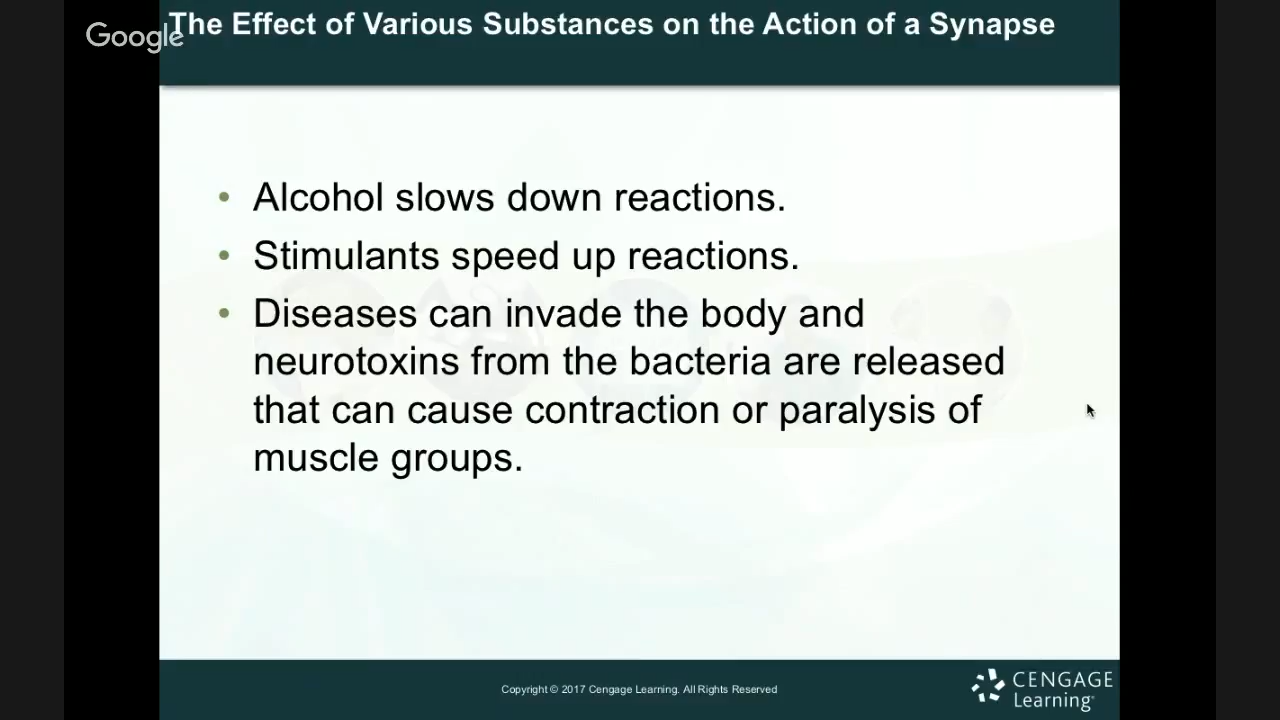 The Effect of Various Substances on the Action of a Synapse
Google
• Alcohol slows down reactions.
• Stimulants speed up reactions.
• Diseases can invade the body and
neurotoxins from the bacteria are released
that can cause contraction or paralysis of
muscle groups.
Copyright © 2017 Cengage Learning. All Rights Reserved
CENGAGE
Learning